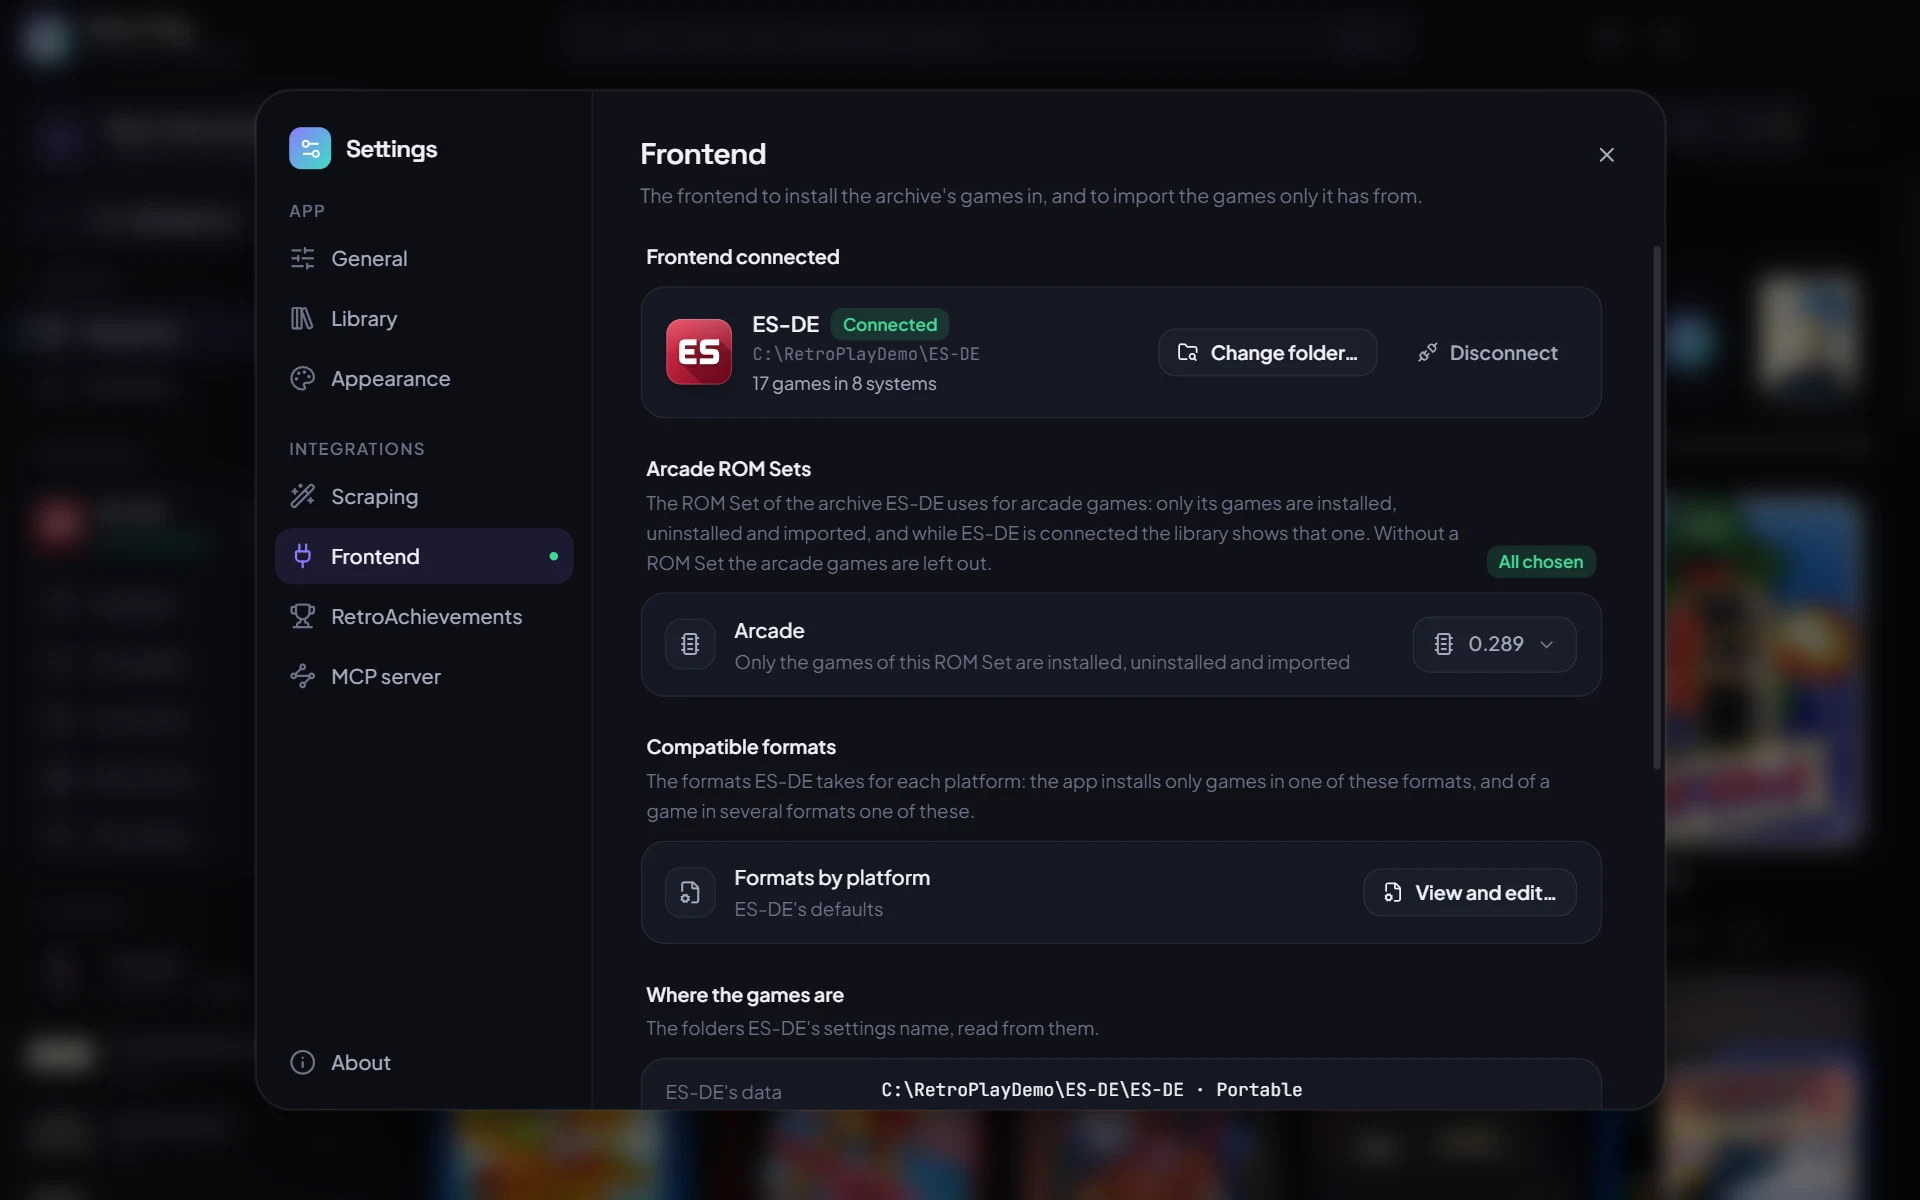 Settings
APP
General
Library
Appearance
INTEGRATIONS
Scraping
Frontend
RetroAchievements
MCP server
About
Frontend
The frontend to install the archive's games in, and to import the games only it has from.
Frontend connected
ES
ES-DE Connected
C:\RetroPlayDemo\ES-DE
17 games in 8 systems
Change folder...
Disconnect
Arcade ROM Sets
The ROM Set of the archive ES-DE uses for arcade games: only its games are installed,
uninstalled and imported, and while ES-DE is connected the library shows that one. Without a
ROM Set the arcade games are left out.
All chosen
Arcade
Only the games of this ROM Set are installed, uninstalled and imported
0.289
Compatible formats
The formats ES-DE takes for each platform: the app installs only games in one of these formats, and of a
game in several formats one of these.
Formats by platform
ES-DE's defaults
View and edit...
Where the games are
The folders ES-DE's settings name, read from them.
ES-DE's data
C:\RetroPlayDemo\ES-DE\ES-DE · Portable